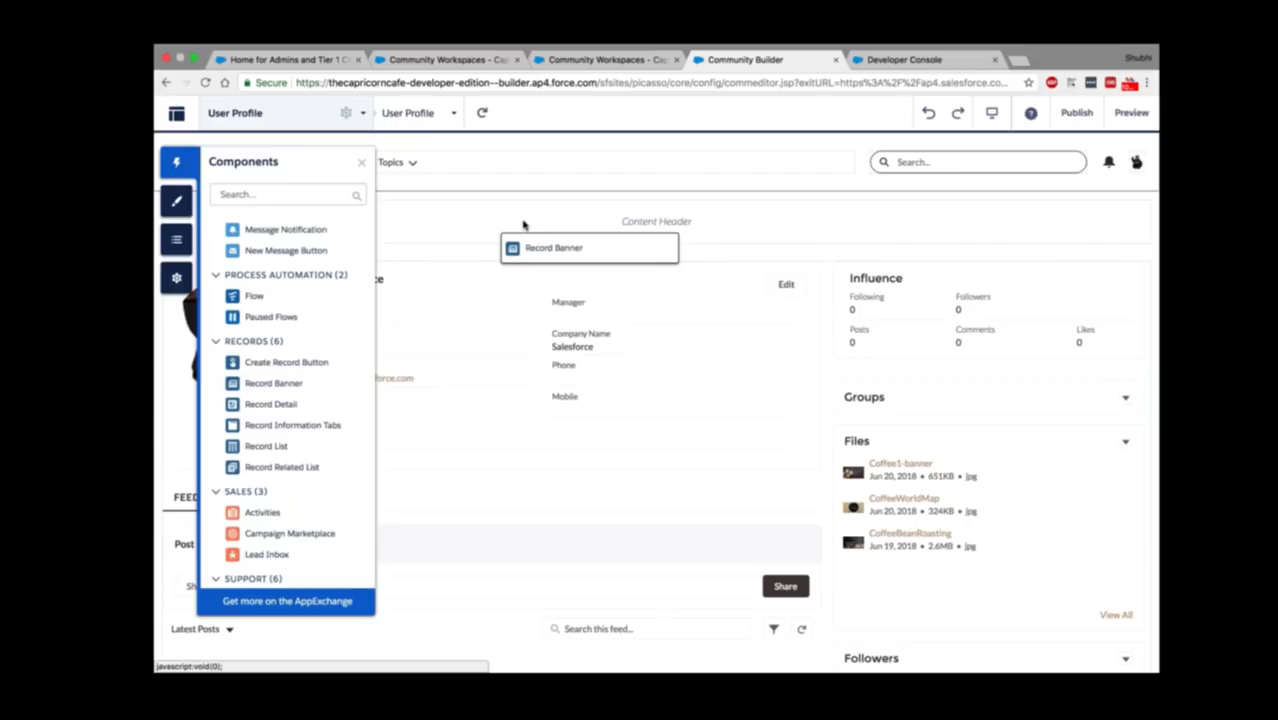 Home for Admins and Tier 1 C
Community Workspaces - Ca
Community Workspaces - Ca
Community Builder
Developer Console
Shubhi
Secure
https://thecapricorncafe-developer-edition--builder.ap4.force.com/sfsites/picasso/core/config/commeditor.jsp?exitURL=https%3A%2F%2Fap4.salesforce.co...
User Profile
User Profile
Publish
Preview
Components
Topics
Search...
Search...
Content Header
Record Banner
Message Notification
New Message Button
PROCESS AUTOMATION (2)
Flow
Paused Flows
RECORDS (6)
Create Record Button
Record Banner
Record Detail
Record Information Tabs
Record List
Record Related List
SALES (3)
Activities
Campaign Marketplace
Lead Inbox
SUPPORT (6)
Get more on the AppExchange
Edit
Manager
Company Name
Salesforce
Phone
Mobile
force.com
FEED
Post
Sh
Share
Latest Posts
Search this feed...
Influence
Following
Followers
0
0
Posts
Comments
Likes
0
0
0
Groups
Files
Coffee1-banner
Jun 20, 2018 • 651KB • jpg
CoffeeWorldMap
Jun 20, 2018 • 324KB • jpg
CoffeeBeanRoasting
Jun 19, 2018 • 2.6MB • jpg
View All
Followers
javascript:void(0);